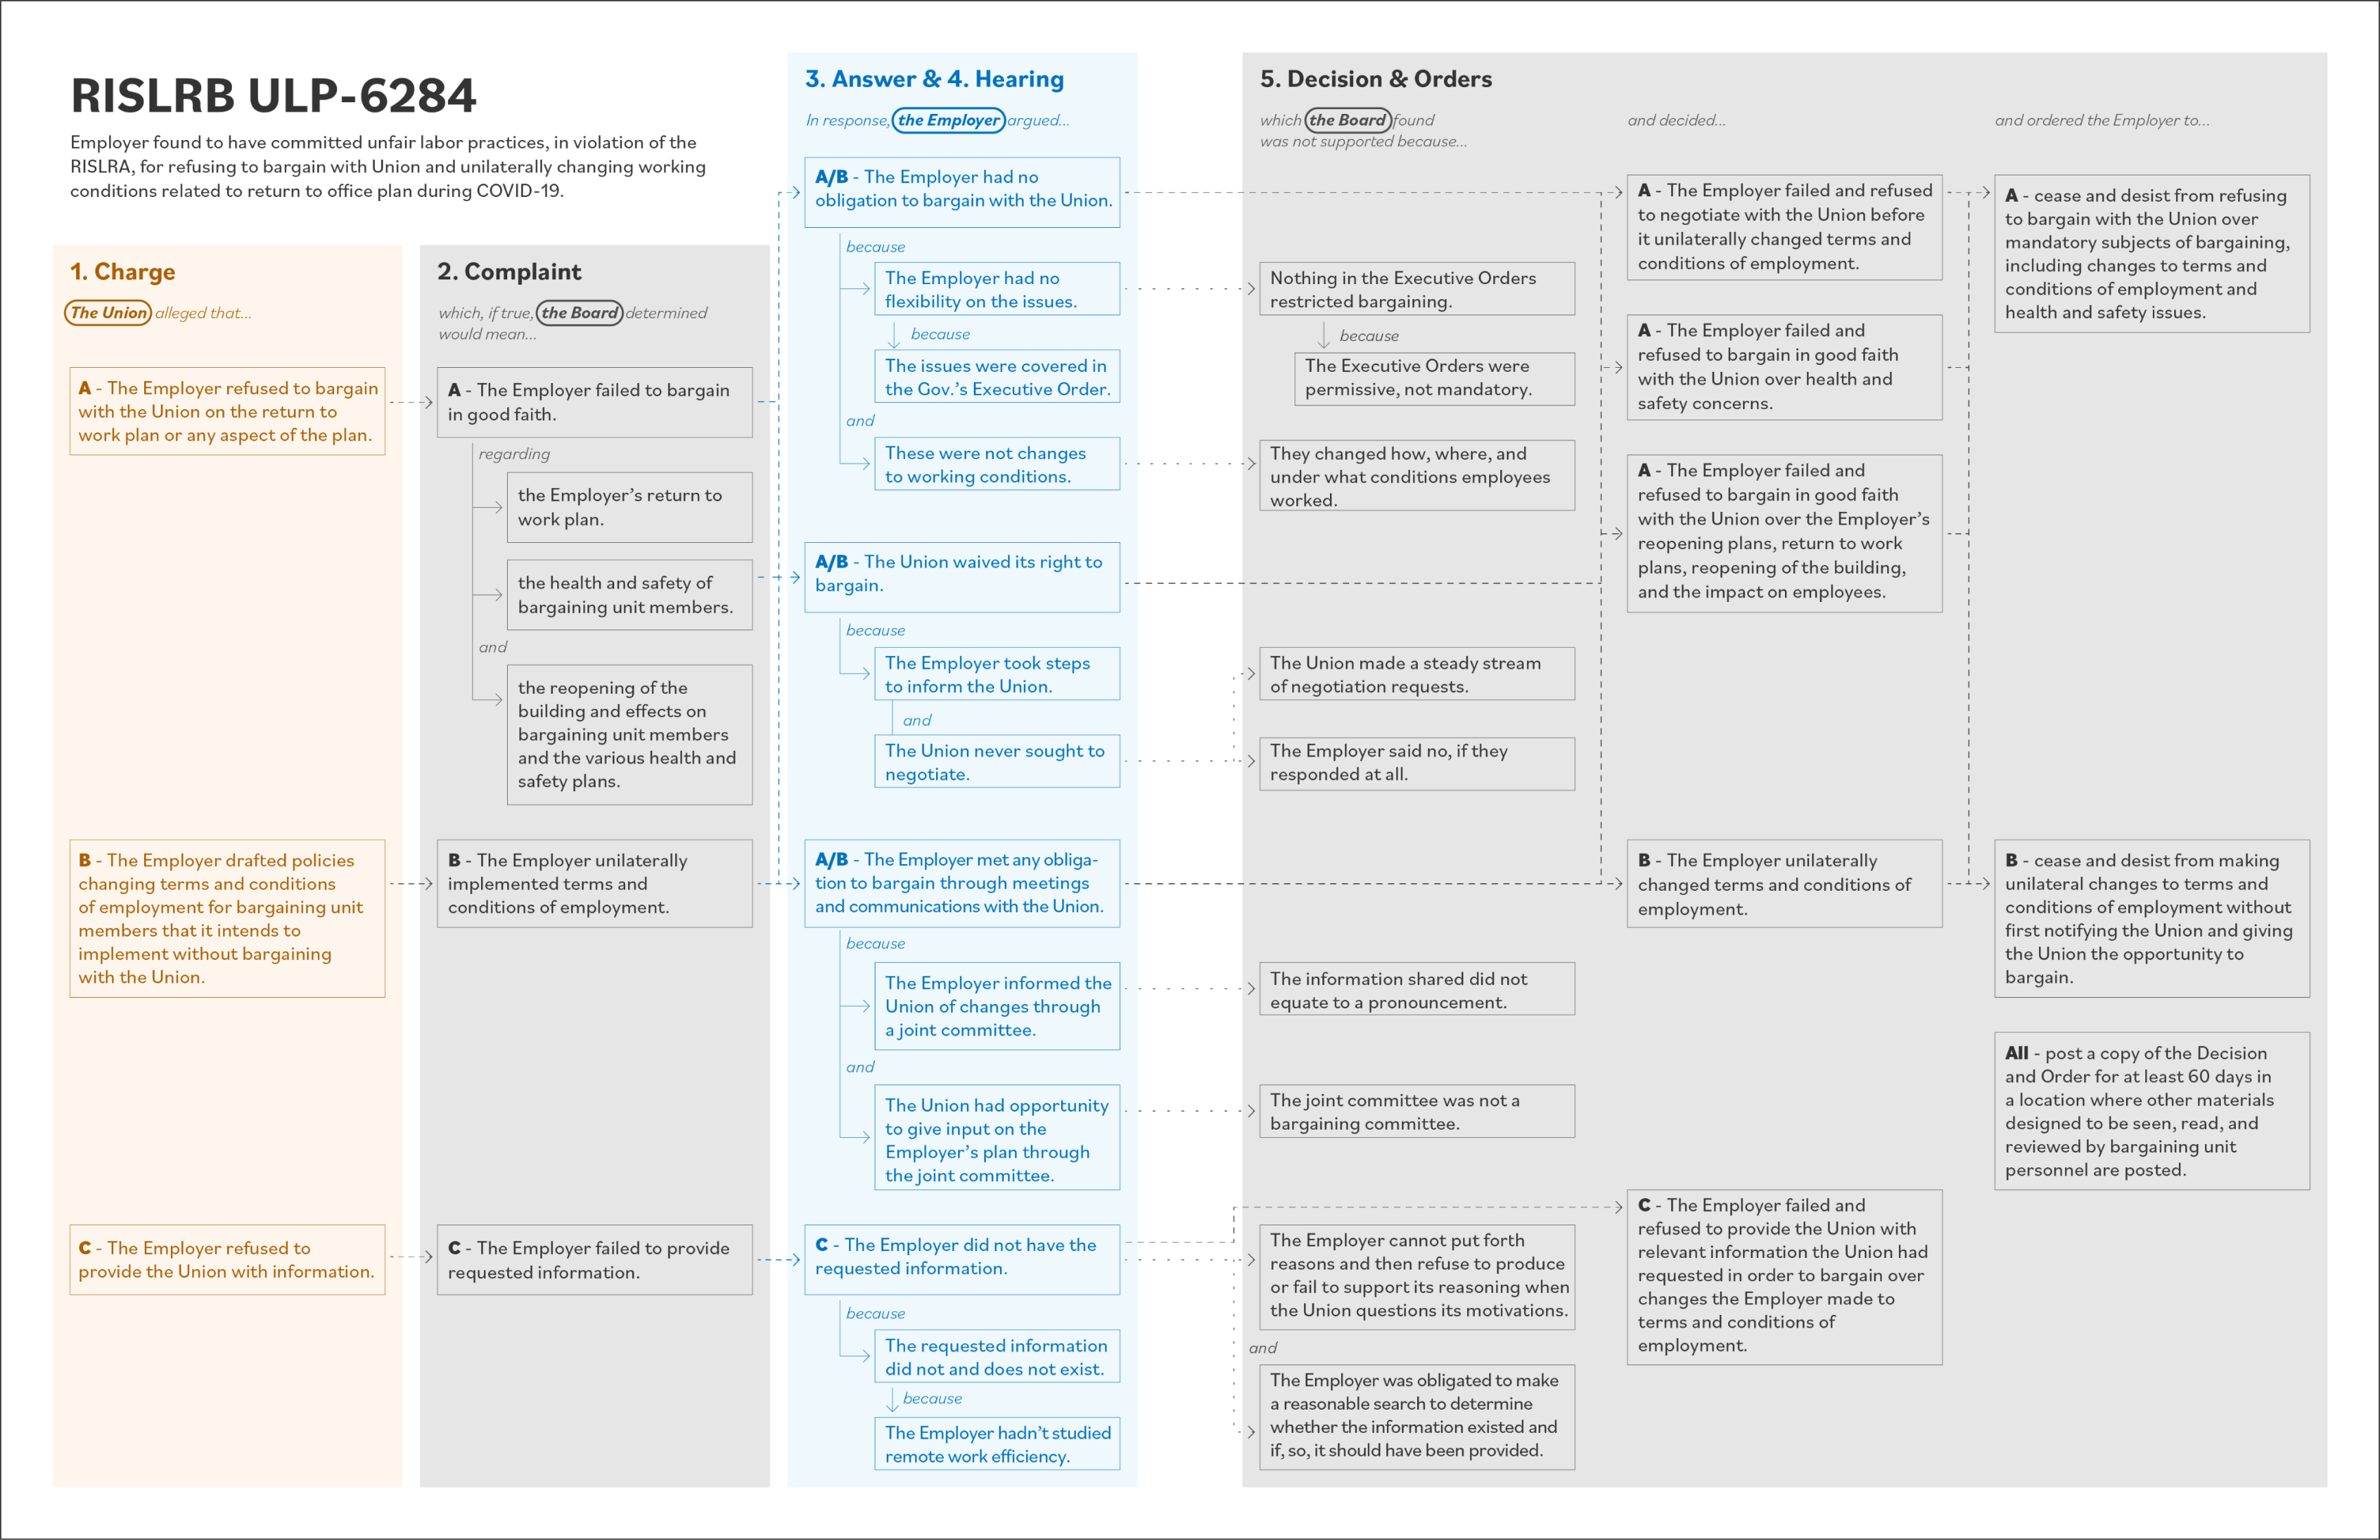 RISLRB ULP-6284
Employer found to have committed unfair labor practices, in violation of the
RISLRA, for refusing to bargain with Union and unilaterally changing working
conditions related to return to office plan during COVID-19.
1. Charge
The Union alleged that...
A - The Employer refused to bargain
with the Union on the return to
work plan or any aspect of the plan.
B - The Employer drafted policies
changing terms and conditions
of employment for bargaining unit
members that it intends to
implement without bargaining
with the Union.
C - The Employer refused to
provide the Union with information.
2. Complaint
which, if true, the Board determined
would mean...
A - The Employer failed to bargain
in good faith.
regarding
the Employer's return to
work plan.
the health and safety of
bargaining unit members.
and
the reopening of the
building and effects on
bargaining unit members
and the various health and
safety plans.
B - The Employer unilaterally
implemented terms and
conditions of employment.
C - The Employer failed to provide
requested information.
3. Answer & 4. Hearing
In response, the Employer argued...
A/B - The Employer had no
obligation to bargain with the Union.
because
The Employer had no
flexibility on the issues.
because
The issues were covered in
the Gov.'s Executive Order.
and
These were not changes
to working conditions.
A/B - The Union waived its right to
bargain.
because
The Employer took steps
to inform the Union.
and
The Union never sought to
negotiate.
A/B - The Employer met any obliga-
tion to bargain through meetings
and communications with the Union.
because
The Employer informed the
Union of changes through
a joint committee.
and
The Union had opportunity
to give input on the
Employer's plan through
the joint committee.
C - The Employer did not have the
requested information.
because
The requested information
did not and does not exist.
because
The Employer hadn't studied
remote work efficiency.
5. Decision & Orders
which the Board found
was not supported because...
Nothing in the Executive Orders
restricted bargaining.
because
The Executive Orders were
permissive, not mandatory.
They changed how, where, and
under what conditions employees
worked.
The Union made a steady stream
of negotiation requests.
The Employer said no, if they
responded at all.
The information shared did not
equate to a pronouncement.
The joint committee was not a
bargaining committee.
The Employer cannot put forth
reasons and then refuse to produce
or fail to support its reasoning when
the Union questions its motivations.
and
The Employer was obligated to make
a reasonable search to determine
whether the information existed and
if, so, it should have been provided.
and decided...
A - The Employer failed and refused
to negotiate with the Union before
it unilaterally changed terms and
conditions of employment.
A - The Employer failed and
refused to bargain in good faith
with the Union over health and
safety concerns.
A - The Employer failed and
refused to bargain in good faith
with the Union over the Employer's
reopening plans, return to work
plans, reopening of the building,
and the impact on employees.
B - The Employer unilaterally
changed terms and conditions of
employment.
C - The Employer failed and
refused to provide the Union with
relevant information the Union had
requested in order to bargain over
changes the Employer made to
terms and conditions of
employment.
and ordered the Employer to...
A - cease and desist from refusing
to bargain with the Union over
mandatory subjects of bargaining,
including changes to terms and
conditions of employment and
health and safety issues.
B - cease and desist from making
unilateral changes to terms and
conditions of employment without
first notifying the Union and giving
the Union the opportunity to
bargain.
All - post a copy of the Decision
and Order for at least 60 days in
a location where other materials
designed to be seen, read, and
reviewed by bargaining unit
personnel are posted.